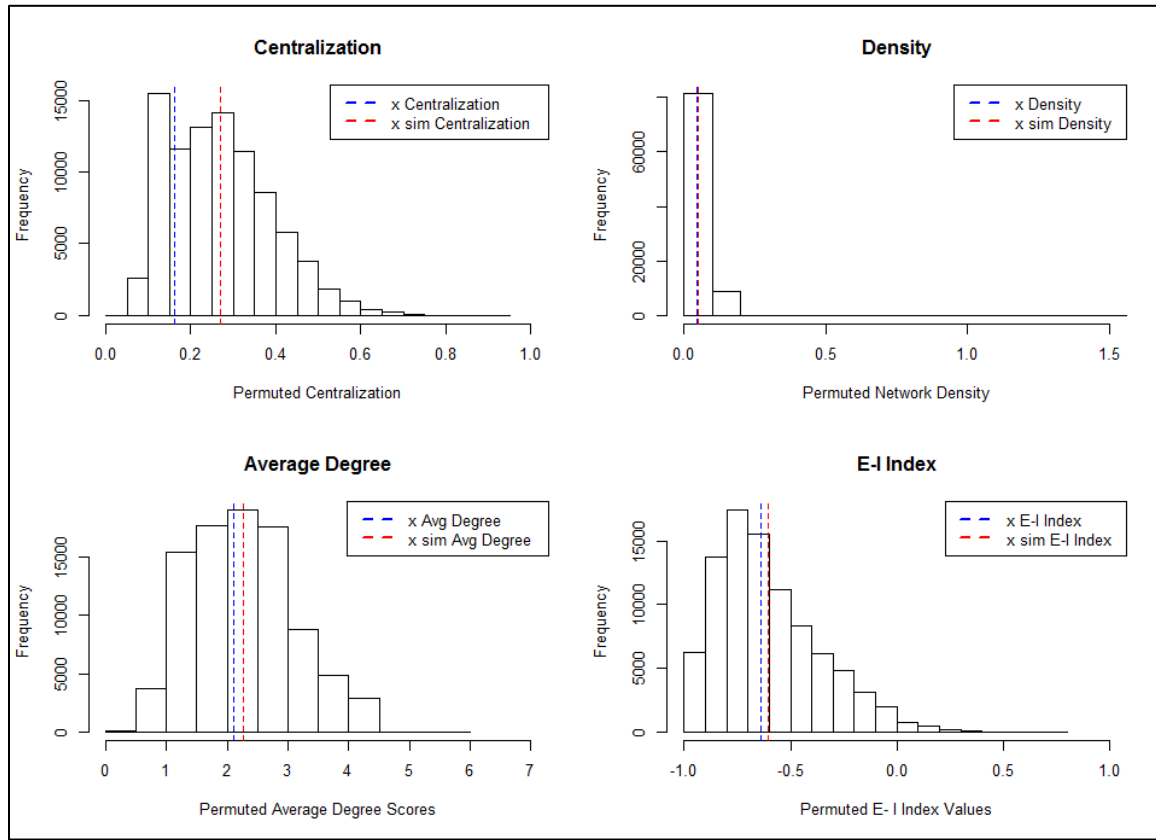 Centralization
x Centralization
x sim Centralization
Frequency
0 5000 10000 15000
0.0 0.2 0.4 0.6 0.8 1.0
Permuted Centralization
Density
x Density
x sim Density
Frequency
0 20000 60000
0.0 0.5 1.0 1.5
Permuted Network Density
Average Degree
x Avg Degree
x sim Avg Degree
Frequency
0 5000 10000 15000
0 1 2 3 4 5 6 7
Permuted Average Degree Scores
E-I Index
x E-I Index
x sim E-I Index
Frequency
0 5000 10000 15000
-1.0 -0.5 0.0 0.5 1.0
Permuted E- I Index Values